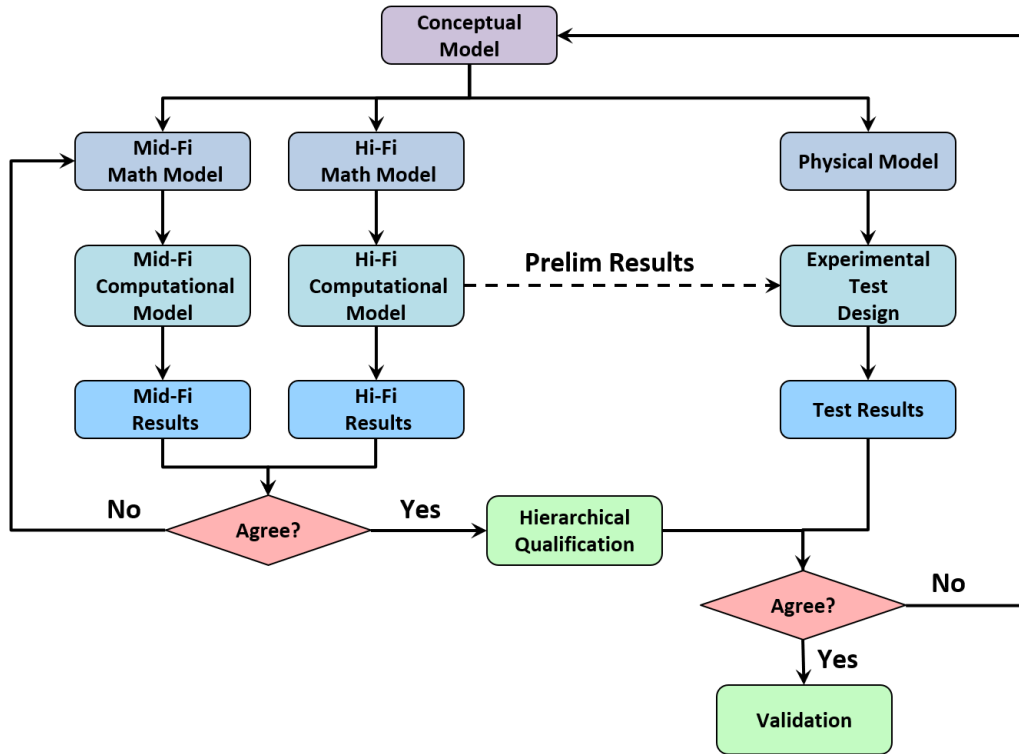 Conceptual
Model
Mid-Fi
Math Model
Hi-Fi
Math Model
Physical Model
Mid-Fi
Computational
Model
Hi-Fi
Computational
Model
Prelim Results
Experimental
Test
Design
Mid-Fi
Results
Hi-Fi
Results
Test Results
No
Agree?
Yes
Hierarchical
Qualification
Agree?
No
Yes
Validation